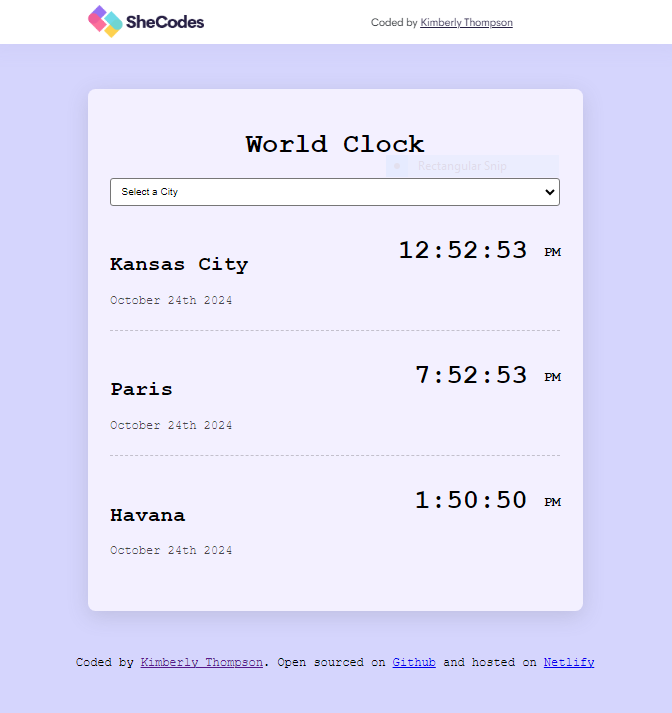 SheCodes
Coded by Kimberly Thompson
World Clock
Rectangular Snip
Select a City
Kansas City
12:52:53 PM
October 24th 2024
Paris
7:52:53 PM
October 24th 2024
Havana
1:50:50 PM
October 24th 2024
Coded by Kimberly Thompson. Open sourced on Github and hosted on Netlify